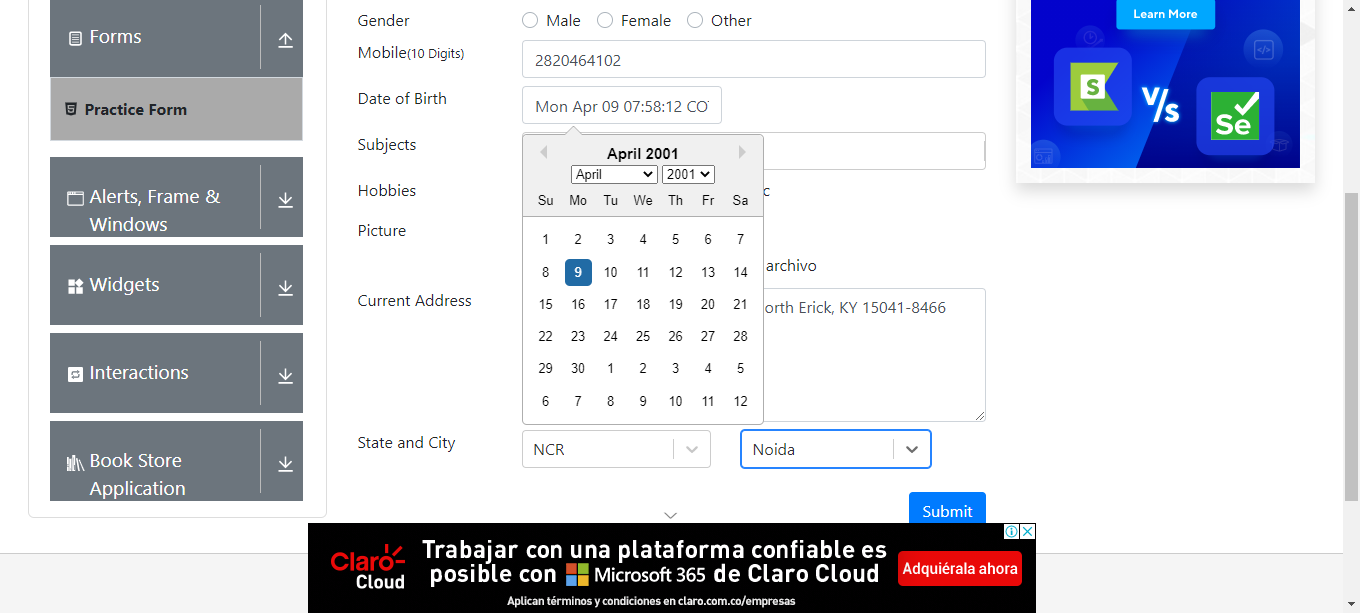 Forms
Practice Form
Alerts, Frame &
Windows
Widgets
Interactions
Book Store
Application
Gender
Male
Female
Other
Mobile(10 Digits)
2820464102
Date of Birth
Mon Apr 09 07:58:12 CO
Subjects
April 2001
April
2001
Su Mo Tu We Th Fr Sa
1 2 3 4 5 6 7
8 9 10 11 12 13 14
15 16 17 18 19 20 21
22 23 24 25 26 27 28
29 30 1 2 3 4 5
6 7 8 9 10 11 12
Hobbies
c
Picture
archivo
Current Address
orth Erick, KY 15041-8466
State and City
NCR
Noida
Submit
Learn More
S
V/s
Se
Claro
Cloud
Trabajar con una plataforma confiable es
posible con Microsoft 365 de Claro Cloud
Aplican términos y condiciones en claro.com.co/empresas
Adquiérala ahora